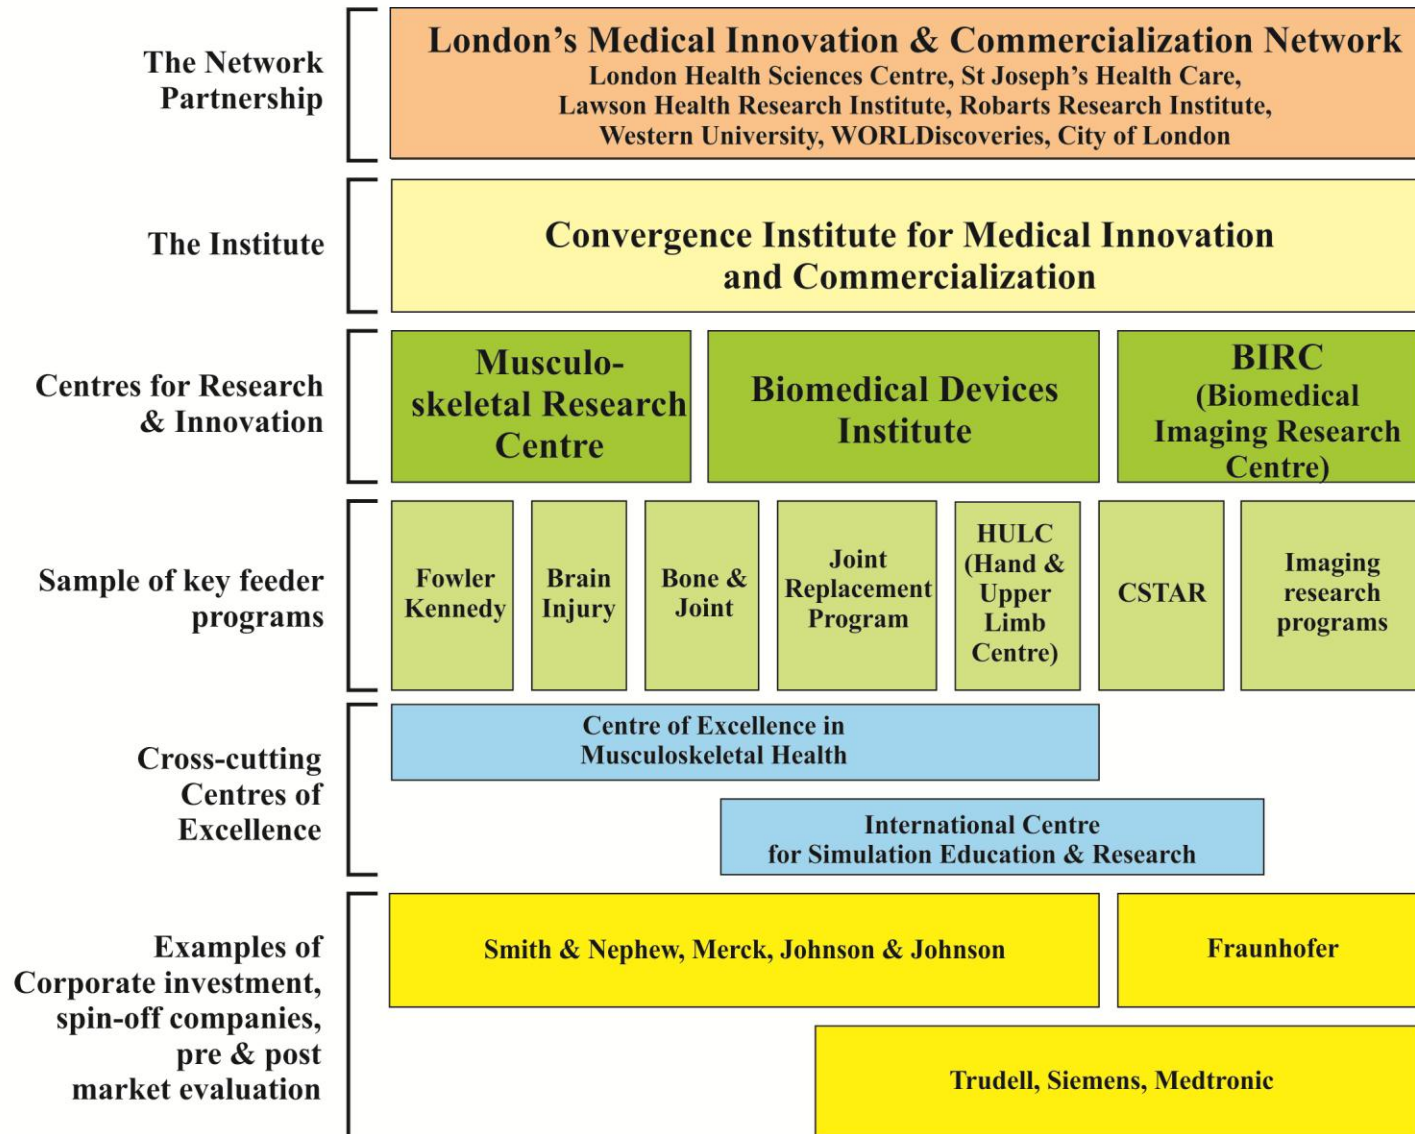 The Network
Partnership
London’s Medical Innovation & Commercialization Network
London Health Sciences Centre, St Joseph’s Health Care,
Lawson Health Research Institute, Robarts Research Institute,
Western University, WORLDiscoveries, City of London
The Institute
Convergence Institute for Medical Innovation
and Commercialization
Centres for Research
& Innovation
Musculo-
skeletal Research
Centre
Biomedical Devices
Institute
BIRC
(Biomedical
Imaging Research
Centre)
Sample of key feeder
programs
Fowler
Kennedy
Brain
Injury
Bone &
Joint
Joint
Replacement
Program
HULC
(Hand &
Upper
Limb
Centre)
CSTAR
Imaging
research
programs
Cross-cutting
Centres of
Excellence
Centre of Excellence in
Musculoskeletal Health
International Centre
for Simulation Education & Research
Examples of
Corporate investment,
spin-off companies,
pre & post
market evaluation
Smith & Nephew, Merck, Johnson & Johnson
Fraunhofer
Trudell, Siemens, Medtronic